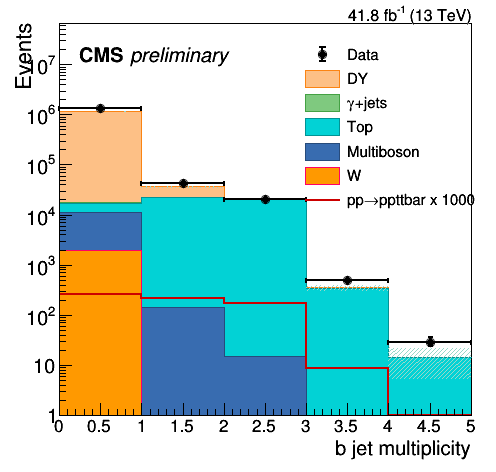 41.8 fb⁻¹ (13 TeV)
Events
CMS preliminary
Data
DY
γ+jets
Top
Multiboson
W
pp→ppttbar x 1000
10⁷
10⁶
10⁵
10⁴
10³
10²
10
1
0 0.5 1 1.5 2 2.5 3 3.5 4 4.5 5
b jet multiplicity